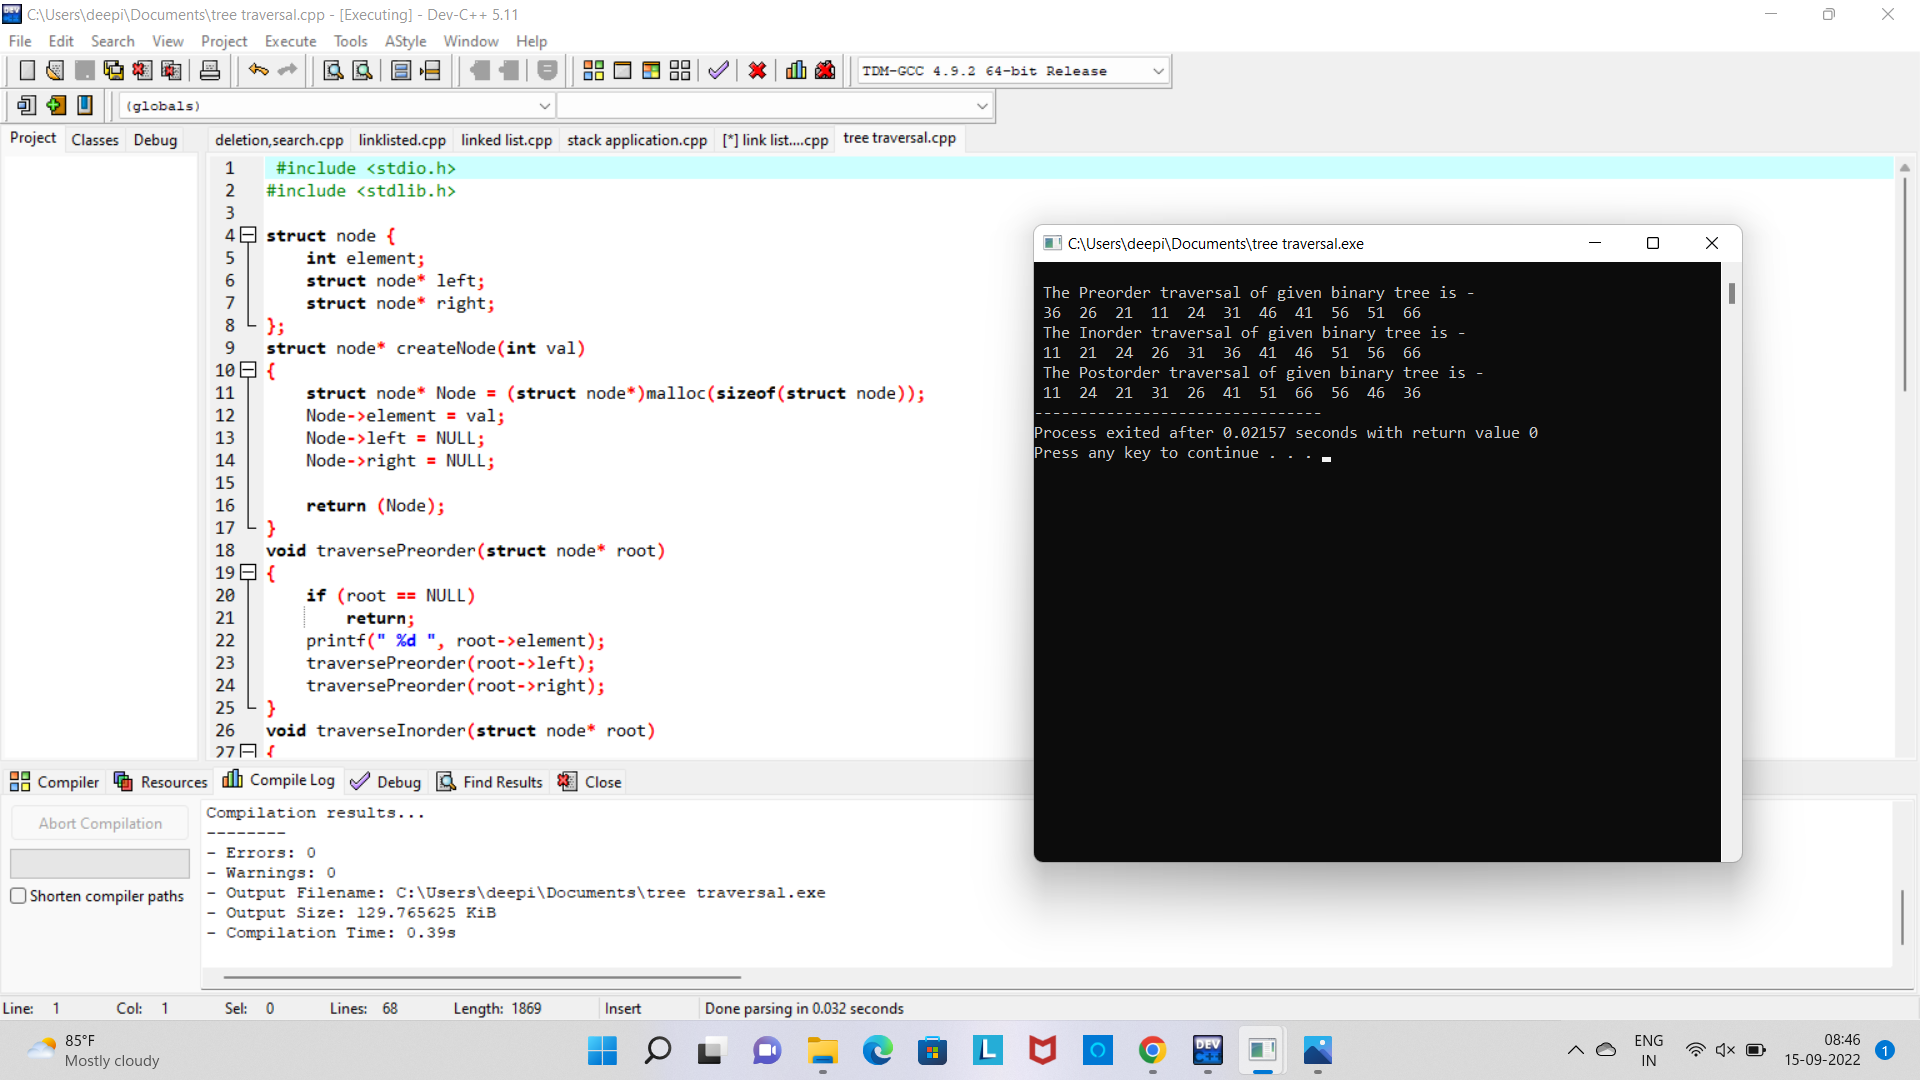 C:\Users\deepi\Documents\tree traversal.cpp - [Executing] - Dev-C++ 5.11
File Edit Search View Project Execute Tools AStyle Window Help
TDM-GCC 4.9.2 64-bit Release
(globals)
Project Classes Debug
deletion,search.cpp linklisted.cpp linked list.cpp stack application.cpp [*] link list....cpp tree traversal.cpp
1 #include <stdio.h>
2 #include <stdlib.h>
3
4 struct node {
5 int element;
6 struct node* left;
7 struct node* right;
8 };
9 struct node* createNode(int val)
10 {
11 struct node* Node = (struct node*)malloc(sizeof(struct node));
12 Node->element = val;
13 Node->left = NULL;
14 Node->right = NULL;
15
16 return (Node);
17 }
18 void traversePreorder(struct node* root)
19 {
20 if (root == NULL)
21 return;
22 printf(" %d ", root->element);
23 traversePreorder(root->left);
24 traversePreorder(root->right);
25 }
26 void traverseInorder(struct node* root)
27 {
C:\Users\deepi\Documents\tree traversal.exe
The Preorder traversal of given binary tree is -
36 26 21 11 24 31 46 41 56 51 66
The Inorder traversal of given binary tree is -
11 21 24 26 31 36 41 46 51 56 66
The Postorder traversal of given binary tree is -
11 24 21 31 26 41 51 66 56 46 36
--------------------------------
Process exited after 0.02157 seconds with return value 0
Press any key to continue . . .
Compiler Resources Compile Log Debug Find Results Close
Abort Compilation
Shorten compiler paths
Compilation results...
--------
- Errors: 0
- Warnings: 0
- Output Filename: C:\Users\deepi\Documents\tree traversal.exe
- Output Size: 129.765625 KiB
- Compilation Time: 0.39s
Line: 1 Col: 1 Sel: 0 Lines: 68 Length: 1869 Insert Done parsing in 0.032 seconds
85°F
Mostly cloudy
DEV C++
ENG
IN
08:46
15-09-2022
1